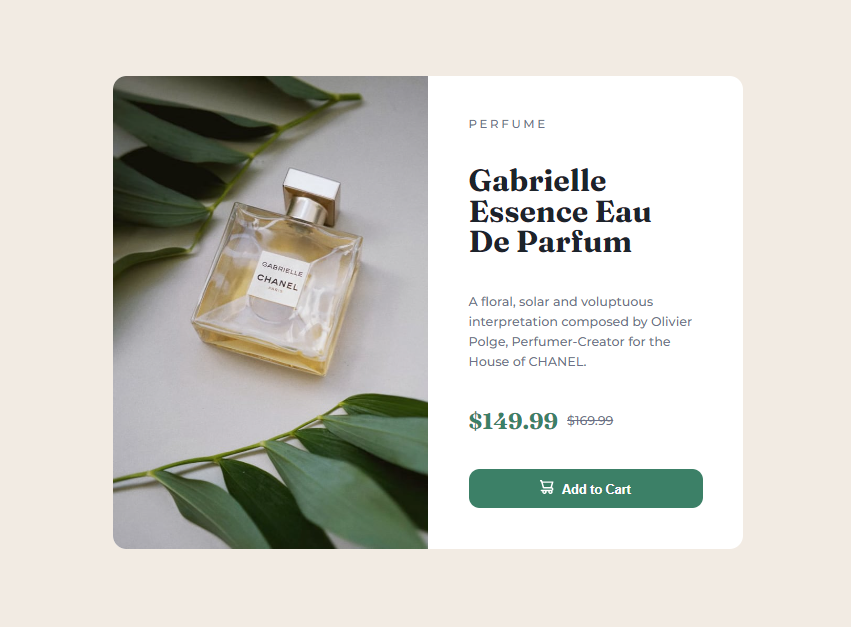 GABRIELLE
CHANEL
PARIS
PERFUME
Gabrielle
Essence Eau
De Parfum
A floral, solar and voluptuous
interpretation composed by Olivier
Polge, Perfumer-Creator for the
House of CHANEL.
$149.99 $169.99
Add to Cart